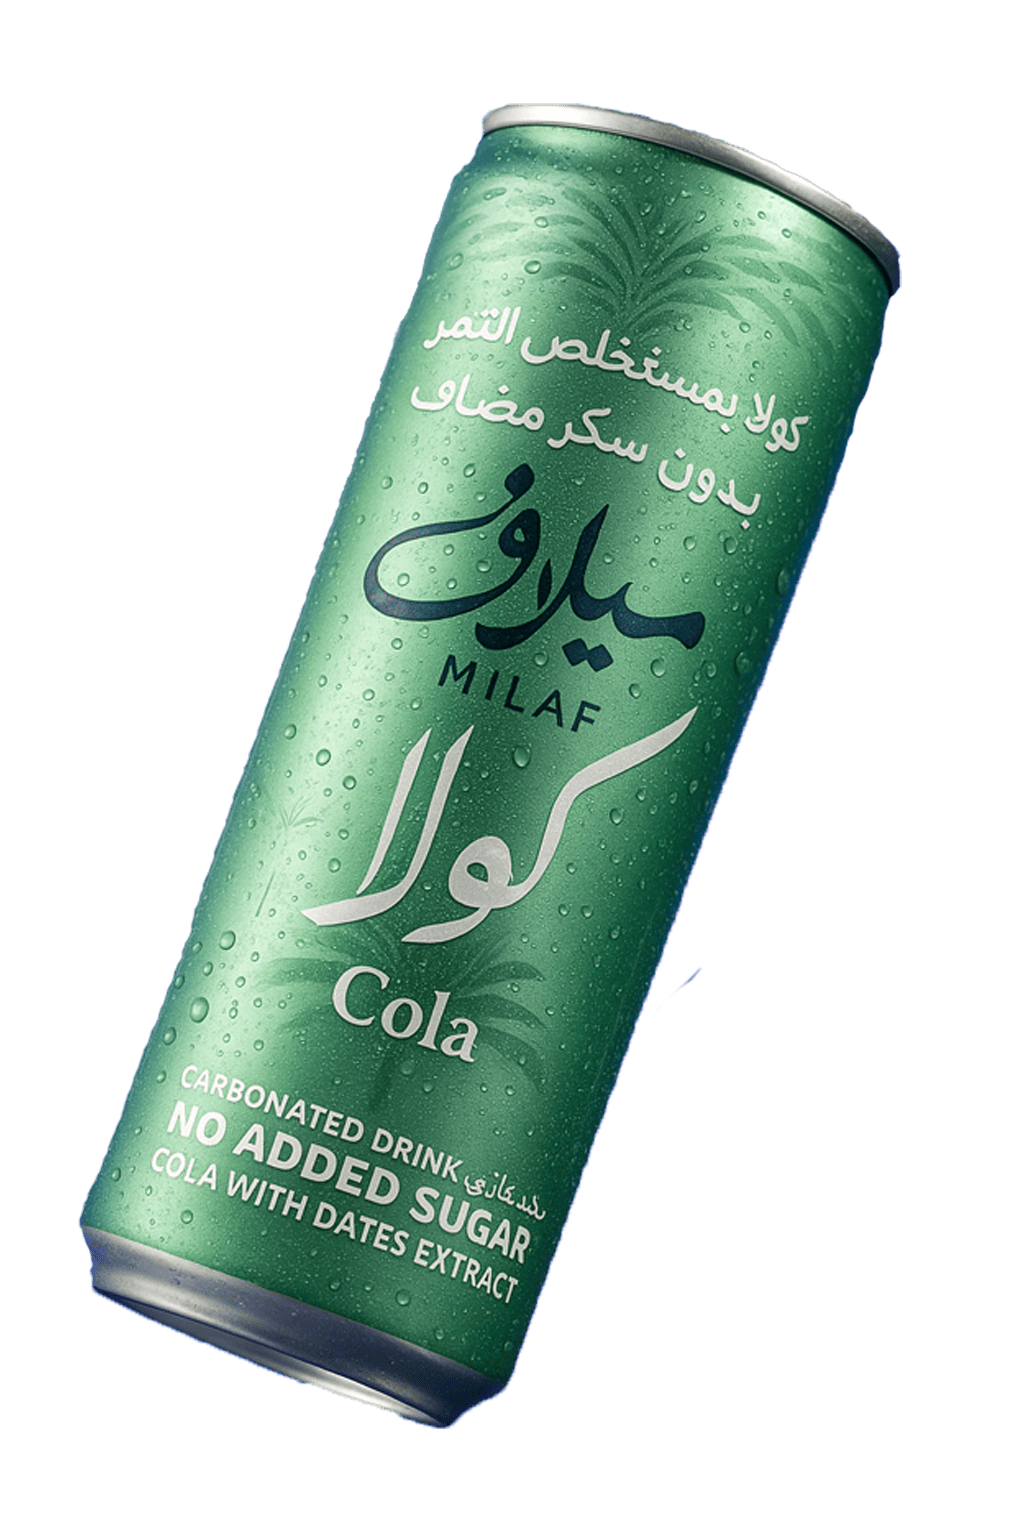 كولا بمستخلص التمر
بدون سكر مضاف
ميلاف
MILAF
كولا
Cola
CARBONATED DRINK
NO ADDED SUGAR
COLA WITH DATES EXTRACT